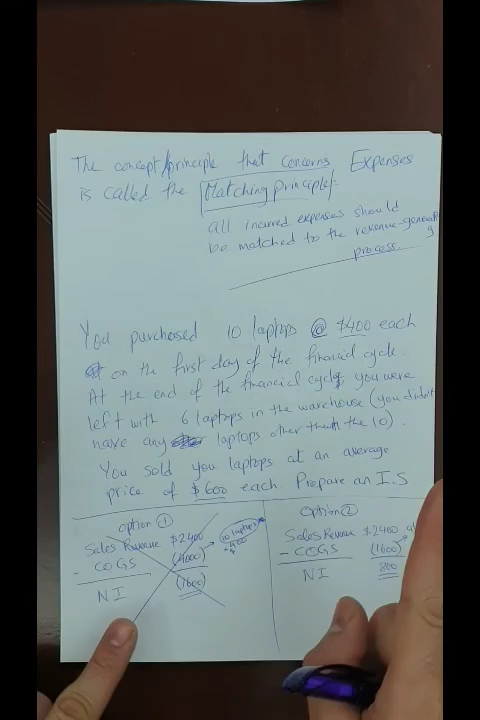 The concept/principle that concerns Expenses
is called the Matching principle:-
all incurred expenses should
be matched to the revenue-generatin
g
process.
You purchased 10 laptops @ $400 each
on the first day of the financial cycle.
At the end of the financial cycle, you were
left with 6 laptops in the warehouse (you didn't
have any laptops other than the 10).
You sold you laptops at an average
price of $600 each. Prepare an I.S
option ①
Sales Revenue $2400
- COGS (4000) → 10 laptops
* $400
NI (1600)
Option ②
Sales Revenue $2400
- COGS (1600)
NI 800